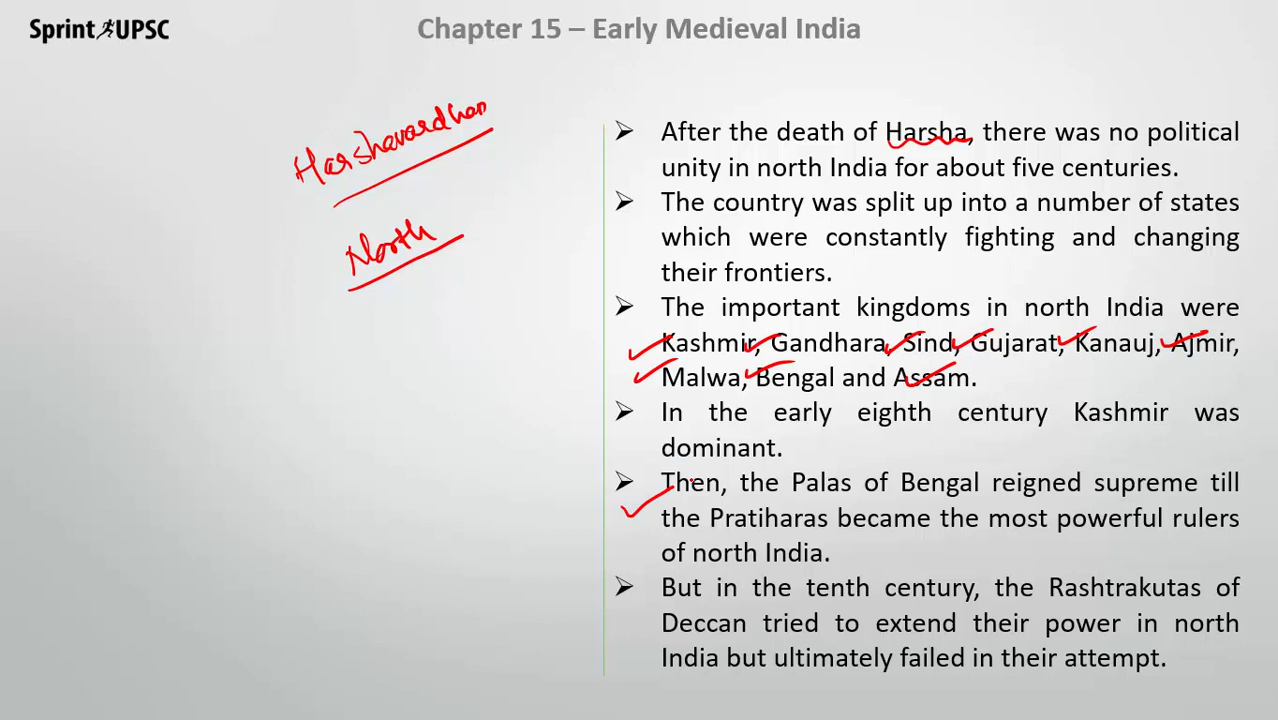 Sprint UPSC
Chapter 15 – Early Medieval India
Harshavardhan
North
➢ After the death of Harsha, there was no political
unity in north India for about five centuries.
➢ The country was split up into a number of states
which were constantly fighting and changing
their frontiers.
➢ The important kingdoms in north India were
Kashmir, Gandhara, Sind, Gujarat, Kanauj, Ajmir,
Malwa, Bengal and Assam.
➢ In the early eighth century Kashmir was
dominant.
➢ Then, the Palas of Bengal reigned supreme till
the Pratiharas became the most powerful rulers
of north India.
➢ But in the tenth century, the Rashtrakutas of
Deccan tried to extend their power in north
India but ultimately failed in their attempt.